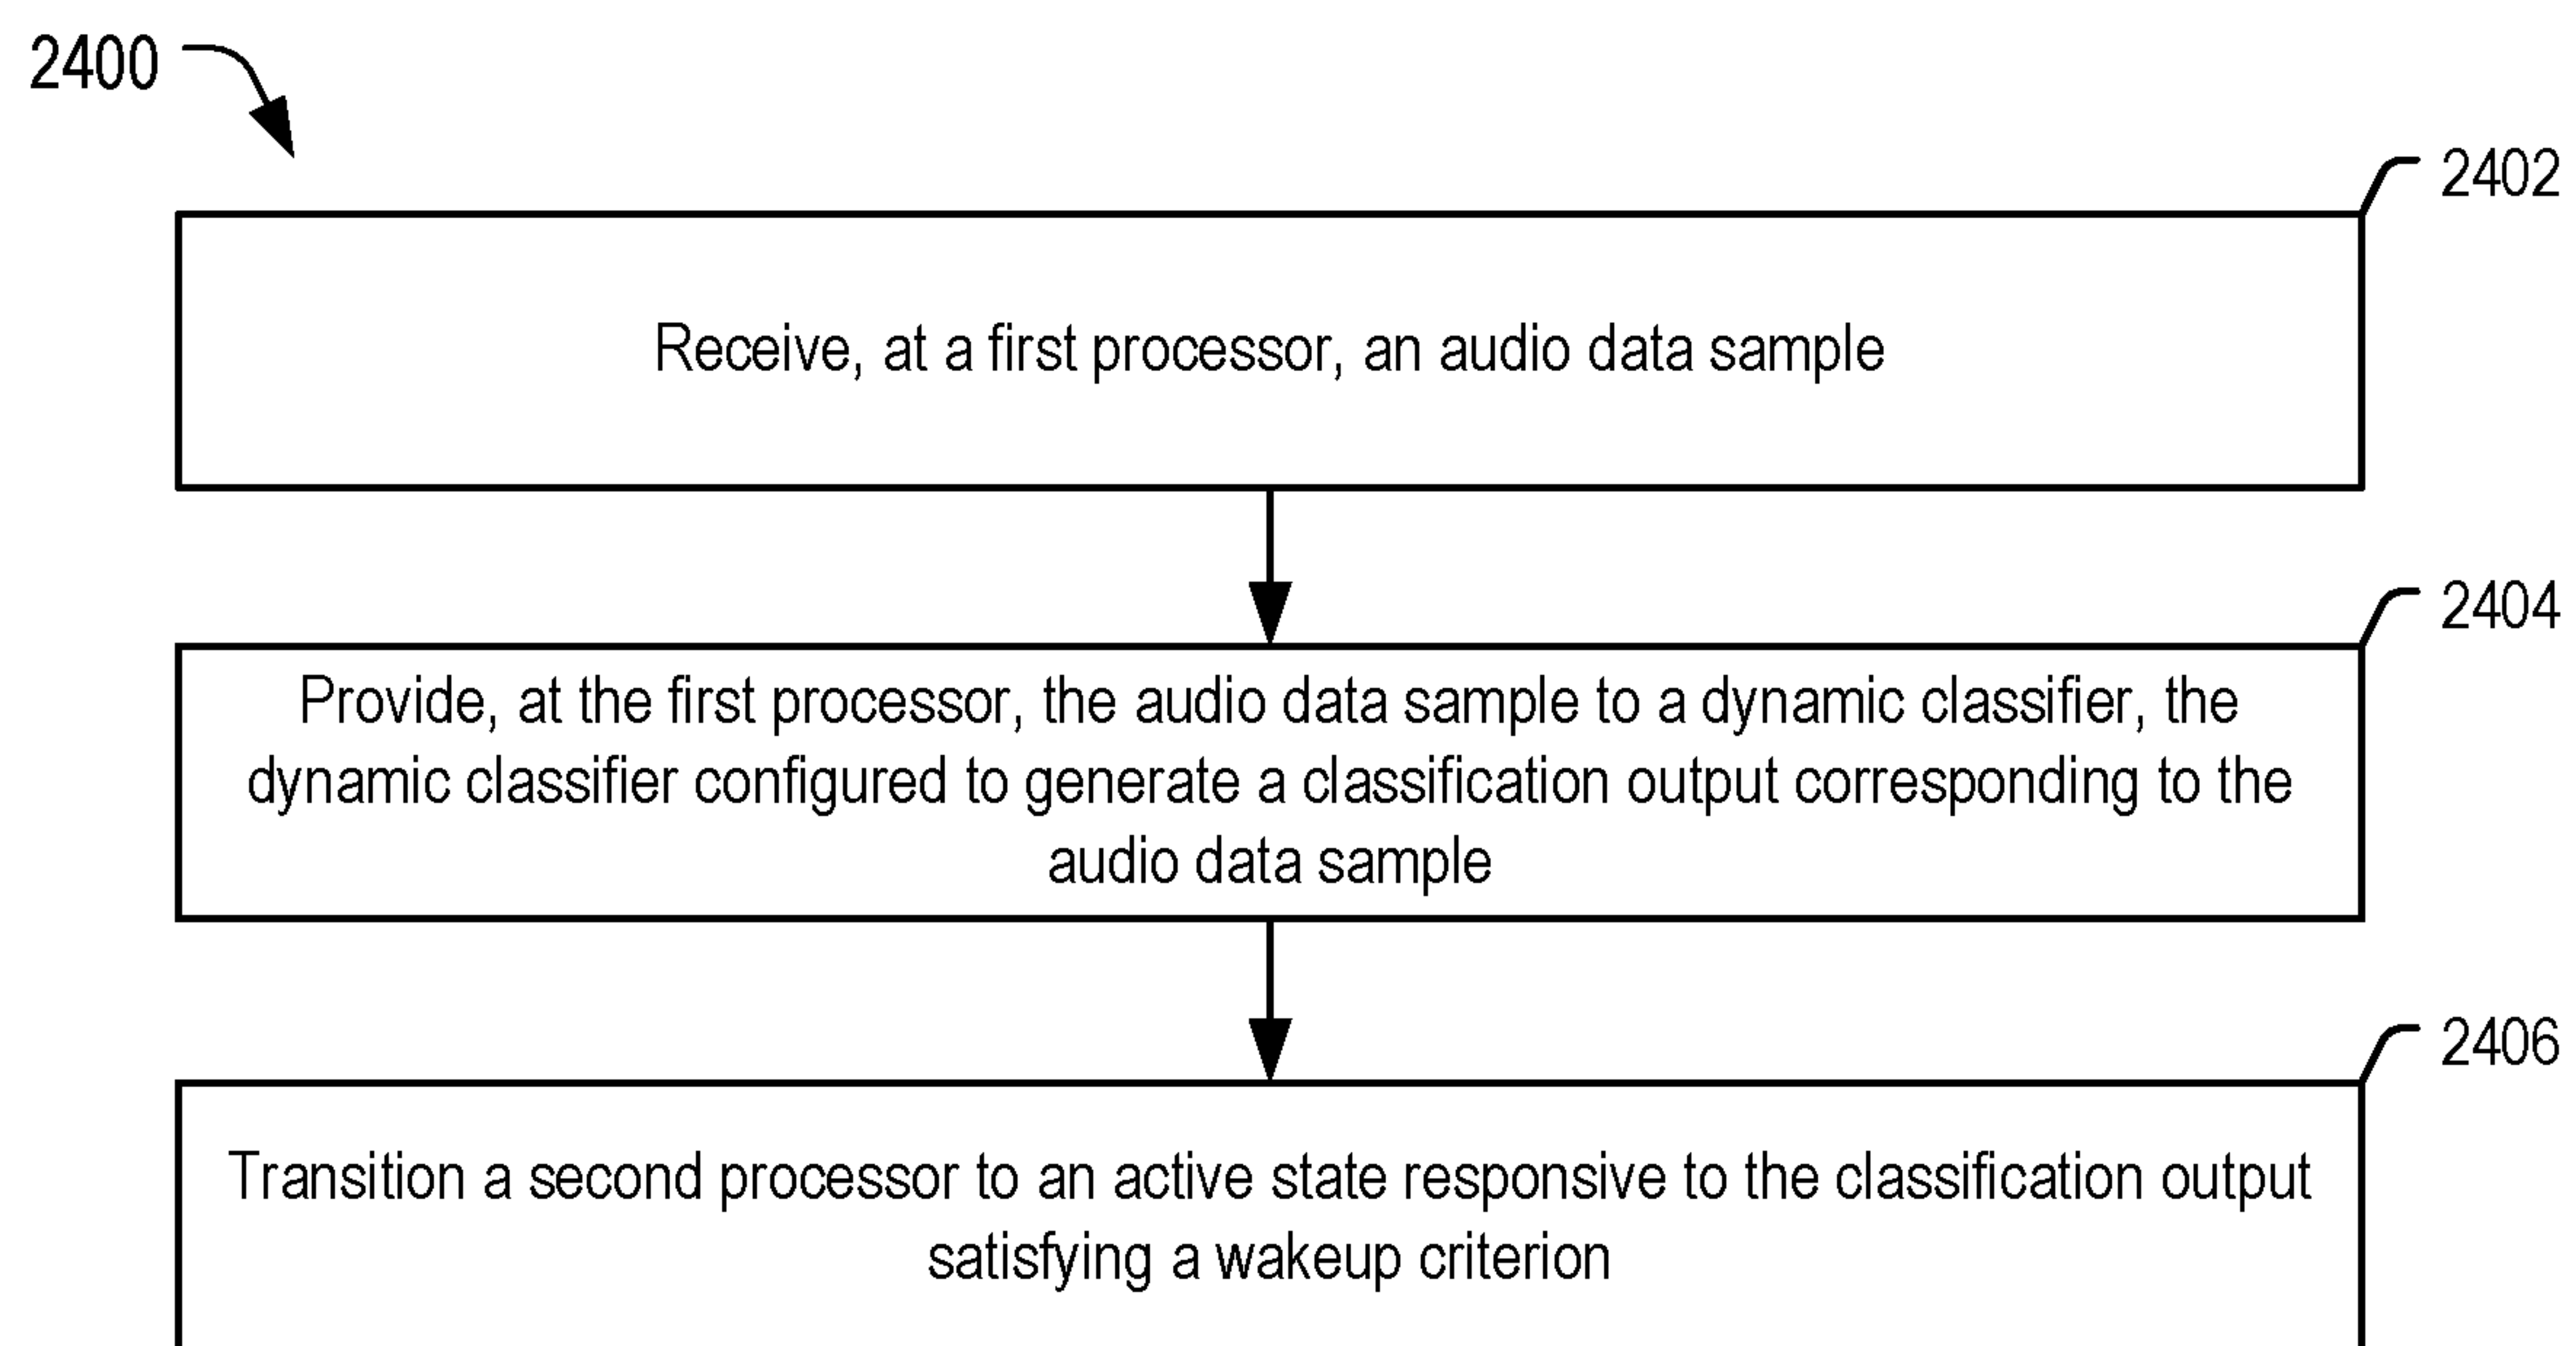 2400
2402
Receive, at a first processor, an audio data sample
2404
Provide, at the first processor, the audio data sample to a dynamic classifier, the
dynamic classifier configured to generate a classification output corresponding to the
audio data sample
2406
Transition a second processor to an active state responsive to the classification output
satisfying a wakeup criterion